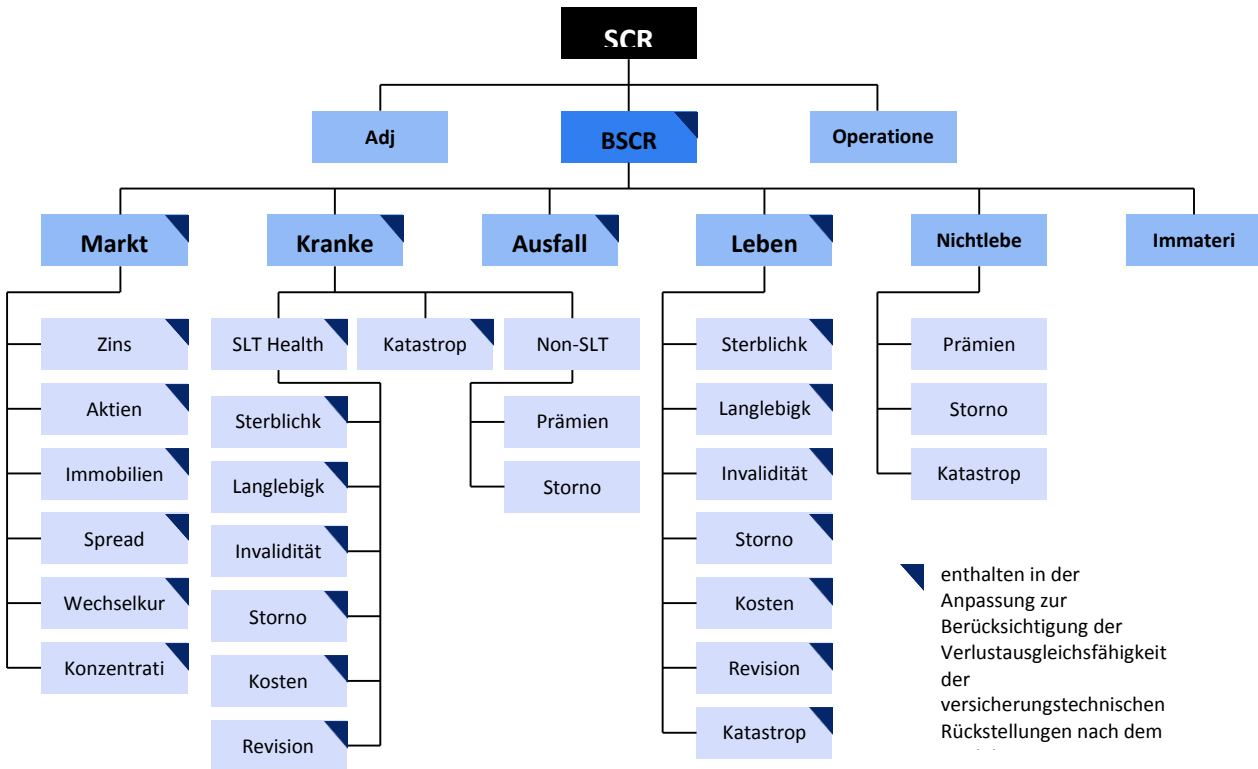 SCR
Adj
BSCR
Operatione
Markt
Kranke
Ausfall
Leben
Nichtlebe
Immateri
Zins
SLT Health
Katastrop
Non-SLT
Sterblichk
Prämien
Aktien
Sterblichk
Prämien
Langlebigk
Storno
Immobilien
Langlebigk
Storno
Invalidität
Katastrop
Spread
Invalidität
Storno
Wechselkur
Storno
Kosten
Konzentrati
Kosten
Revision
Revision
Katastrop
enthalten in der
Anpassung zur
Berücksichtigung der
Verlustausgleichsfähigkeit
der
versicherungstechnischen
Rückstellungen nach dem